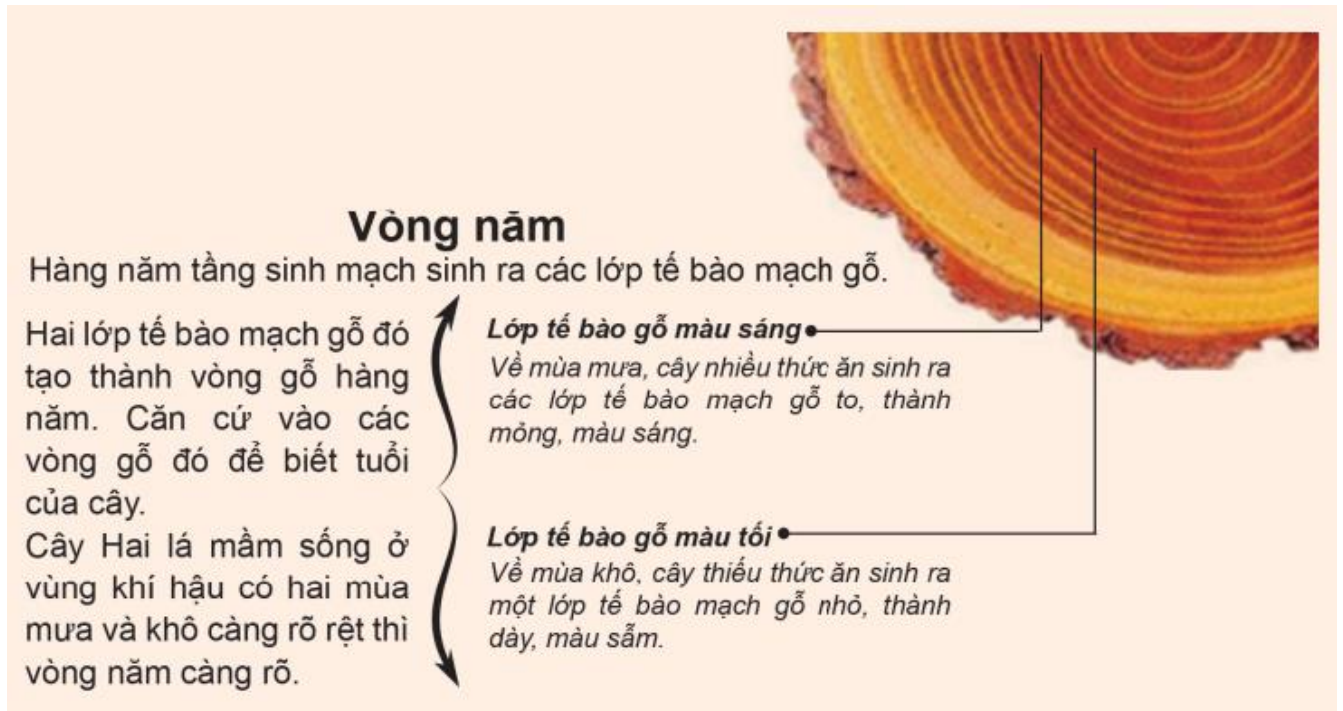 Vòng năm
Hàng năm tầng sinh mạch sinh ra các lớp tế bào mạch gỗ.
Hai lớp tế bào mạch gỗ đó
tạo thành vòng gỗ hàng
năm. Căn cứ vào các
vòng gỗ đó để biết tuổi
của cây.
Cây Hai lá mầm sống ở
vùng khí hậu có hai mùa
mưa và khô càng rõ rệt thì
vòng năm càng rõ.
Lớp tế bào gỗ màu sáng
Về mùa mưa, cây nhiều thức ăn sinh ra
các lớp tế bào mạch gỗ to, thành
mỏng, màu sáng.
Lớp tế bào gỗ màu tối
Về mùa khô, cây thiếu thức ăn sinh ra
một lớp tế bào mạch gỗ nhỏ, thành
dày, màu sẫm.